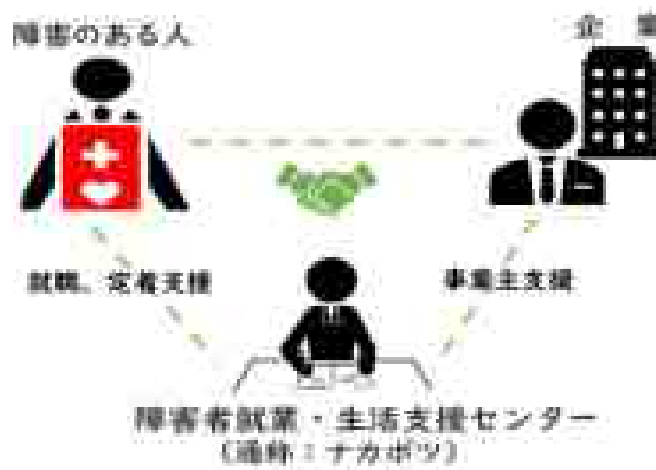 障害のある人
企 業
就職、定着支援
事業主支援
障害者就業・生活支援センター
(通称：ナカポツ)